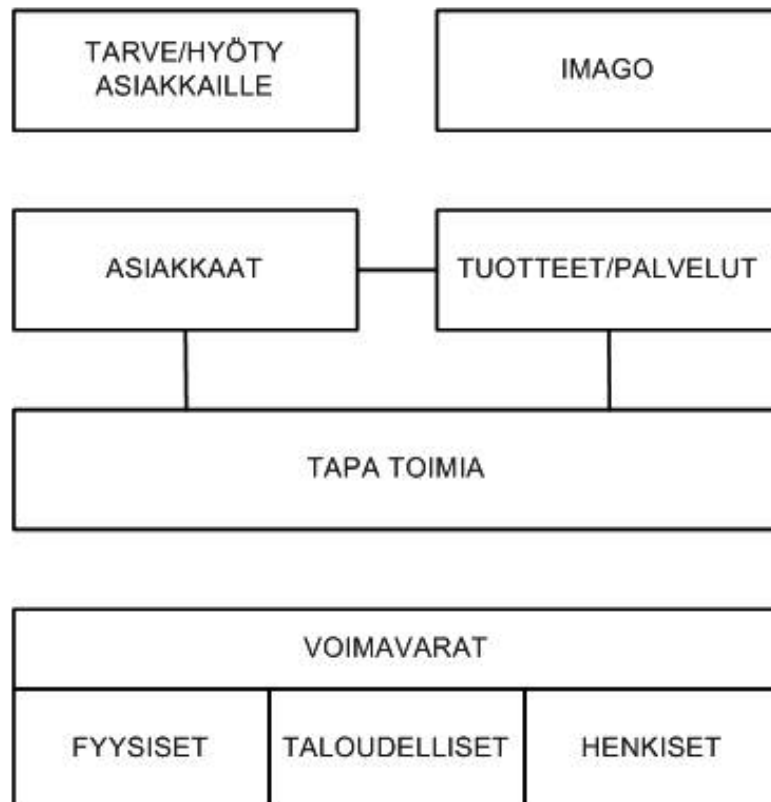 TARVE/HYÖTY
ASIAKKAILLE
IMAGO
ASIAKKAAT
TUOTTEET/PALVELUT
TAPA TOIMIA
VOIMAVARAT
FYYSISET
TALOUDELLISET
HENKISET